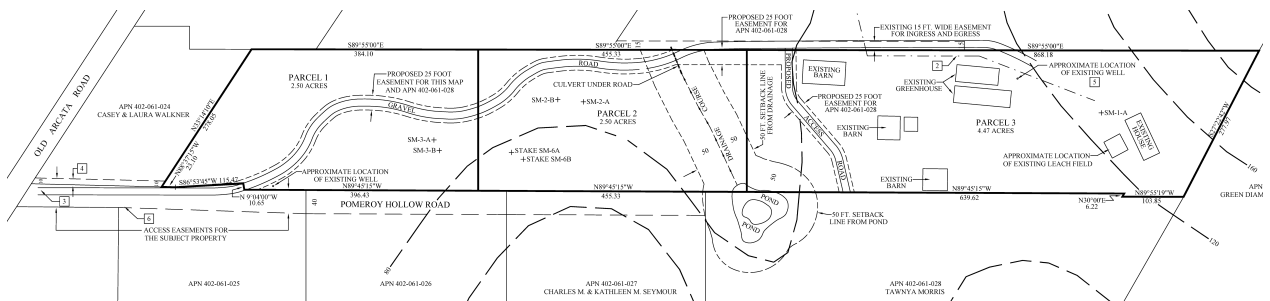 PROPOSED 25 FOOT
EASEMENT FOR
APN 402-061-028
EXISTING 15 FT. WIDE EASEMENT
FOR INGRESS AND EGRESS
S89°55'00"E
384.10
S89°55'00"E
455.33
15
S89°55'00"E
868.18
OLD ARCATA ROAD
APN 402-061-024
CASEY & LAURA WALKNER
PARCEL 1
2.50 ACRES
PROPOSED 25 FOOT
EASEMENT FOR THIS MAP
AND APN 402-061-028
GRAVEL
ROAD
CULVERT UNDER ROAD
SM-2-B
SM-2-A
PARCEL 2
2.50 ACRES
SM-3-A
SM-3-B
STAKE SM-6A
STAKE SM-6B
DRAINAGE
COURSE
50
50
50 FT. SETBACK LINE
FROM DRAINAGE
PROPOSED
ACCESS
ROAD
EXISTING
BARN
PROPOSED 25 FOOT
EASEMENT FOR
APN 402-061-028
EXISTING
BARN
EXISTING
BARN
2
EXISTING
GREENHOUSE
APPROXIMATE LOCATION
OF EXISTING WELL
5
PARCEL 3
4.47 ACRES
SM-1-A
EXISTING
HOUSE
APPROXIMATE LOCATION
OF EXISTING LEACH FIELD
160
APN
GREEN DIAM
120
S86°53'45"W 115.47
N 9°04'00"W
10.65
APPROXIMATE LOCATION
OF EXISTING WELL
N89°45'15"W
396.43
N89°45'15"W
455.33
N89°45'15"W
639.62
N30°00'E
6.22
N89°55'19"W
103.85
4
3
6
40
POMEROY HOLLOW ROAD
ACCESS EASEMENTS FOR
THE SUBJECT PROPERTY
50
POND
POND
50 FT. SETBACK
LINE FROM POND
80
APN 402-061-025
APN 402-061-026
APN 402-061-027
CHARLES M. & KATHLEEN M. SEYMOUR
APN 402-061-028
TAWNYA MORRIS